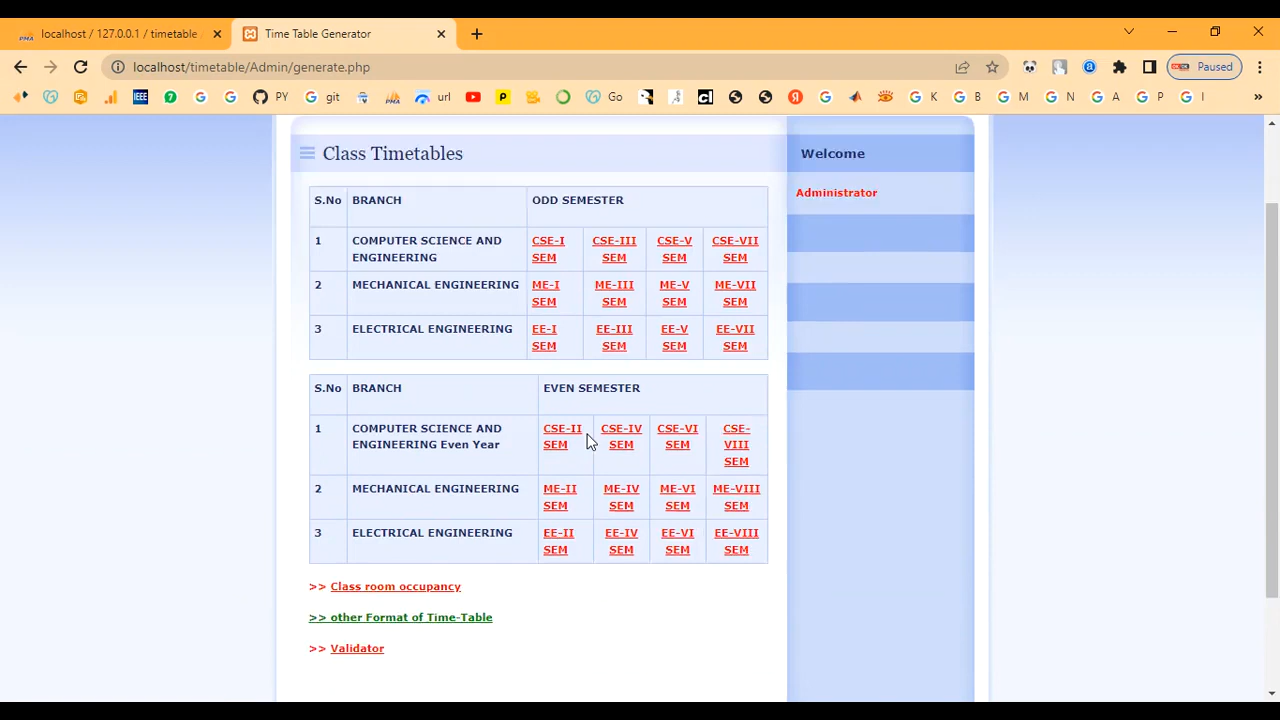 localhost / 127.0.0.1 / timetable
Time Table Generator
localhost/timetable/Admin/generate.php
Paused
IEEE
PY
git
url
Go
K
B
M
N
A
P
I
»
Class Timetables
Welcome
Administrator
S.No BRANCH ODD SEMESTER
1 COMPUTER SCIENCE AND ENGINEERING CSE-I SEM CSE-III SEM CSE-V SEM CSE-VII SEM
2 MECHANICAL ENGINEERING ME-I SEM ME-III SEM ME-V SEM ME-VII SEM
3 ELECTRICAL ENGINEERING EE-I SEM EE-III SEM EE-V SEM EE-VII SEM
S.No BRANCH EVEN SEMESTER
1 COMPUTER SCIENCE AND ENGINEERING Even Year CSE-II SEM CSE-IV SEM CSE-VI SEM CSE-VIII SEM
2 MECHANICAL ENGINEERING ME-II SEM ME-IV SEM ME-VI SEM ME-VIII SEM
3 ELECTRICAL ENGINEERING EE-II SEM EE-IV SEM EE-VI SEM EE-VIII SEM
>> Class room occupancy
>> other Format of Time-Table
>> Validator